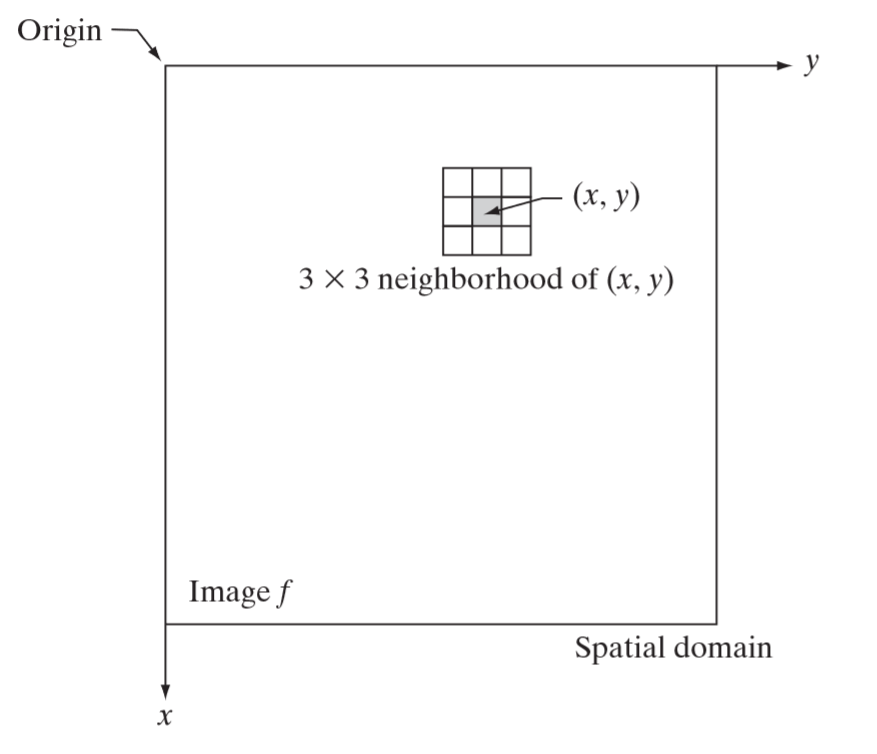 Origin
y
(x, y)
3 × 3 neighborhood of (x, y)
Image f
Spatial domain
x